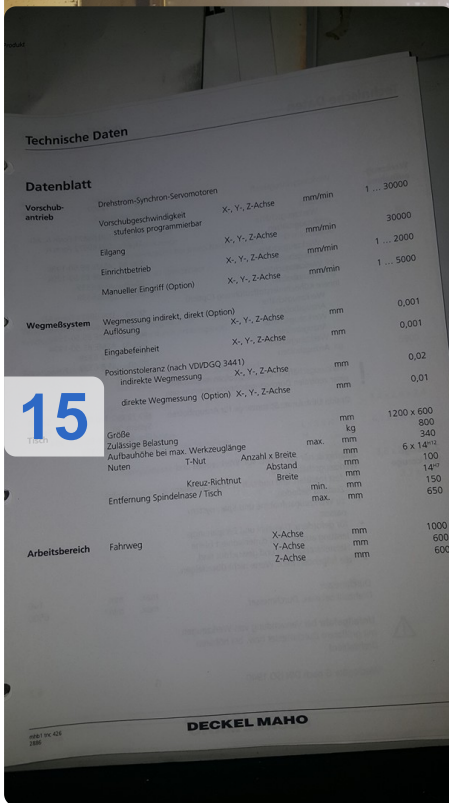 Technische Daten
Datenblatt
Vorschub-
antrieb
Drehstrom-Synchron-Servomotoren
Vorschubgeschwindigkeit
stufenlos programmierbar X-, Y-, Z-Achse mm/min 1 ... 30000
Eilgang X-, Y-, Z-Achse mm/min 30000
Einrichtbetrieb X-, Y-, Z-Achse mm/min 1 ... 2000
Manueller Eingriff (Option) X-, Y-, Z-Achse mm/min 1 ... 5000
Wegmeßsystem Wegmessung indirekt, direkt (Option)
Auflösung X-, Y-, Z-Achse mm 0,001
Eingabefeinheit X-, Y-, Z-Achse mm 0,001
Positionstoleranz (nach VDI/DGQ 3441)
indirekte Wegmessung X-, Y-, Z-Achse mm 0,02
direkte Wegmessung (Option) X-, Y-, Z-Achse mm 0,01
15
Tisch Größe mm 1200 x 600
Zulässige Belastung kg 800
Aufbauhöhe bei max. Werkzeuglänge max. mm 340
Nuten T-Nut Anzahl x Breite mm 6 x 14H12
Abstand mm 100
Kreuz-Richtnut Breite mm 14H7
Entfernung Spindelnase / Tisch min. mm 150
max. mm 650
Arbeitsbereich Fahrweg X-Achse mm 1000
Y-Achse mm 600
Z-Achse mm 600
DECKEL MAHO